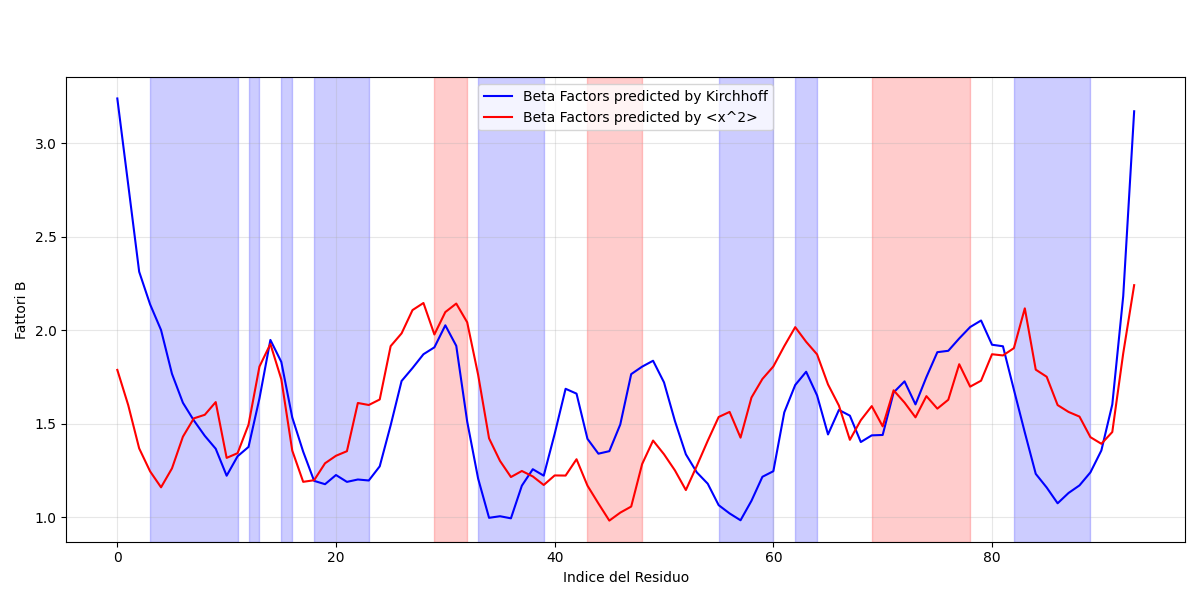 Beta Factors predicted by Kirchhoff
Beta Factors predicted by <x^2>
3.0
2.5
2.0
1.5
1.0
Fattori B
0 20 40 60 80
Indice del Residuo